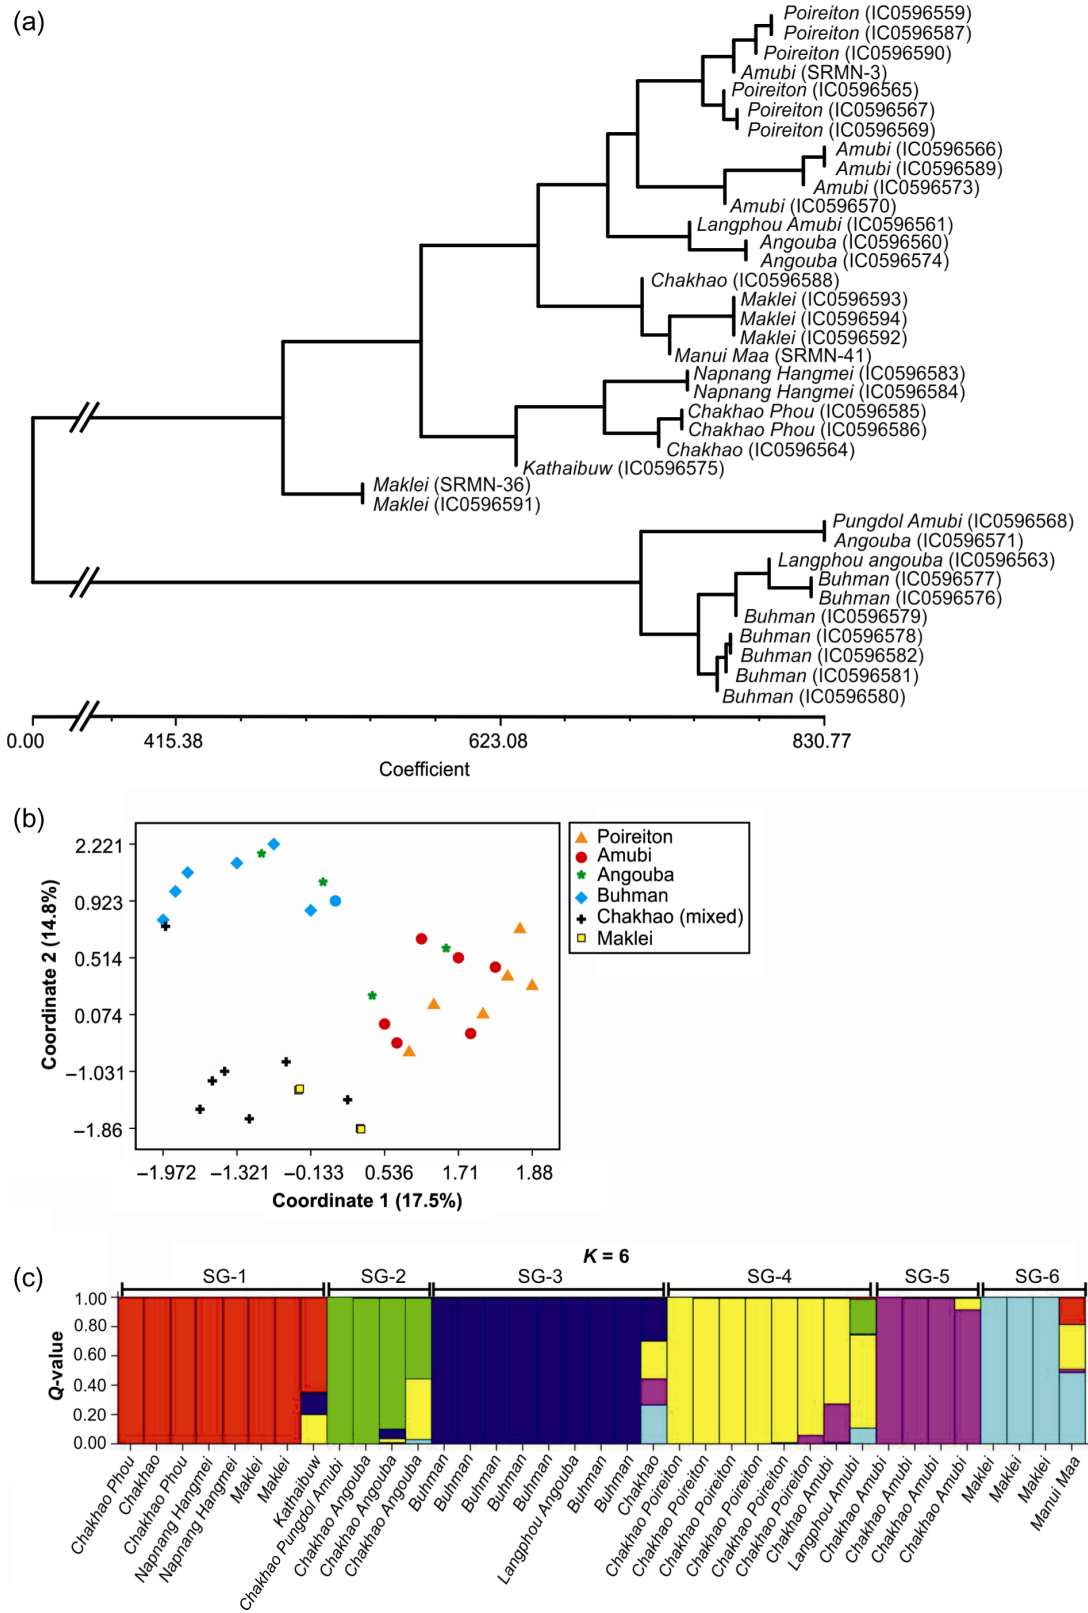 (a)
Poireiton (IC0596559)
Poireiton (IC0596587)
Poireiton (IC0596590)
Amubi (SRMN-3)
Poireiton (IC0596565)
Poireiton (IC0596567)
Poireiton (IC0596569)
Amubi (IC0596566)
Amubi (IC0596589)
Amubi (IC0596573)
Amubi (IC0596570)
Langphou Amubi (IC0596561)
Angouba (IC0596560)
Angouba (IC0596574)
Chakhao (IC0596588)
Maklei (IC0596593)
Maklei (IC0596594)
Maklei (IC0596592)
Manui Maa (SRMN-41)
Napnang Hangmei (IC0596583)
Napnang Hangmei (IC0596584)
Chakhao Phou (IC0596585)
Chakhao Phou (IC0596586)
Chakhao (IC0596564)
Kathaibuw (IC0596575)
Maklei (SRMN-36)
Maklei (IC0596591)
Pungdol Amubi (IC0596568)
Angouba (IC0596571)
Langphou angouba (IC0596563)
Buhman (IC0596577)
Buhman (IC0596576)
Buhman (IC0596579)
Buhman (IC0596578)
Buhman (IC0596582)
Buhman (IC0596581)
Buhman (IC0596580)
0.00 415.38 623.08 830.77
Coefficient
(b)
Coordinate 2 (14.8%)
2.221
0.923
0.514
0.074
−1.031
−1.86
−1.972 −1.321 −0.133 0.536 1.71 1.88
Coordinate 1 (17.5%)
Poireiton
Amubi
Angouba
Buhman
Chakhao (mixed)
Maklei
(c)
K = 6
SG-1 SG-2 SG-3 SG-4 SG-5 SG-6
Q-value
1.00
0.80
0.60
0.40
0.20
0.00
Chakhao Phou
Chakhao
Chakhao Phou
Napnang Hangmei
Napnang Hangmei
Maklei
Maklei
Kathaibuw
Chakhao Pungdol Amubi
Chakhao Angouba
Chakhao Angouba
Chakhao Angouba
Buhman
Buhman
Buhman
Buhman
Buhman
Langphou Angouba
Buhman
Buhman
Chakhao
Chakhao Poireiton
Chakhao Poireiton
Chakhao Poireiton
Chakhao Poireiton
Chakhao Poireiton
Chakhao Poireiton
Chakhao Amubi
Langphou Amubi
Chakhao Amubi
Chakhao Amubi
Chakhao Amubi
Chakhao Amubi
Maklei
Maklei
Maklei
Manui Maa